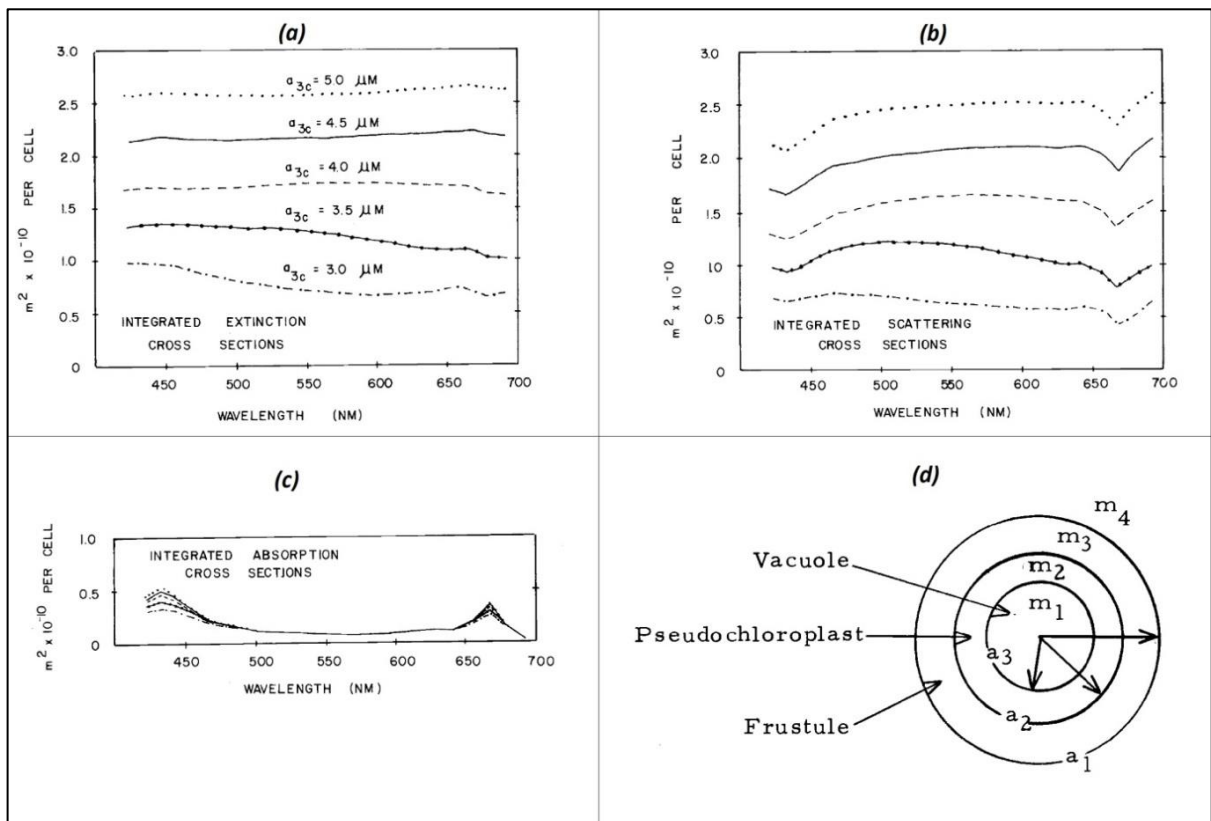 (a)
3.0
2.5
2.0
1.5
1.0
0.5
0
m² x 10⁻¹⁰ PER CELL
a₃c = 5.0 µM
a₃c = 4.5 µM
a₃c = 4.0 µM
a₃c = 3.5 µM
a₃c = 3.0 µM
INTEGRATED EXTINCTION
CROSS SECTIONS
450 500 550 600 650 700
WAVELENGTH (NM)
(b)
3.0
2.5
2.0
1.5
10
0.5
0
m² x 10⁻¹⁰ PER CELL
INTEGRATED SCATTERING
CROSS SECTIONS
450 500 550 600 650 700
WAVELENGTH (NM)
(c)
1.0
0.5
0
m² x 10⁻¹⁰ PER CELL
INTEGRATED ABSORPTION
CROSS SECTIONS
450 500 550 600 650 700
WAVELENGTH (NM)
(d)
m₄
m₃
m₂
m₁
Vacuole
Pseudochloroplast
Frustule
a₃
a₂
a₁